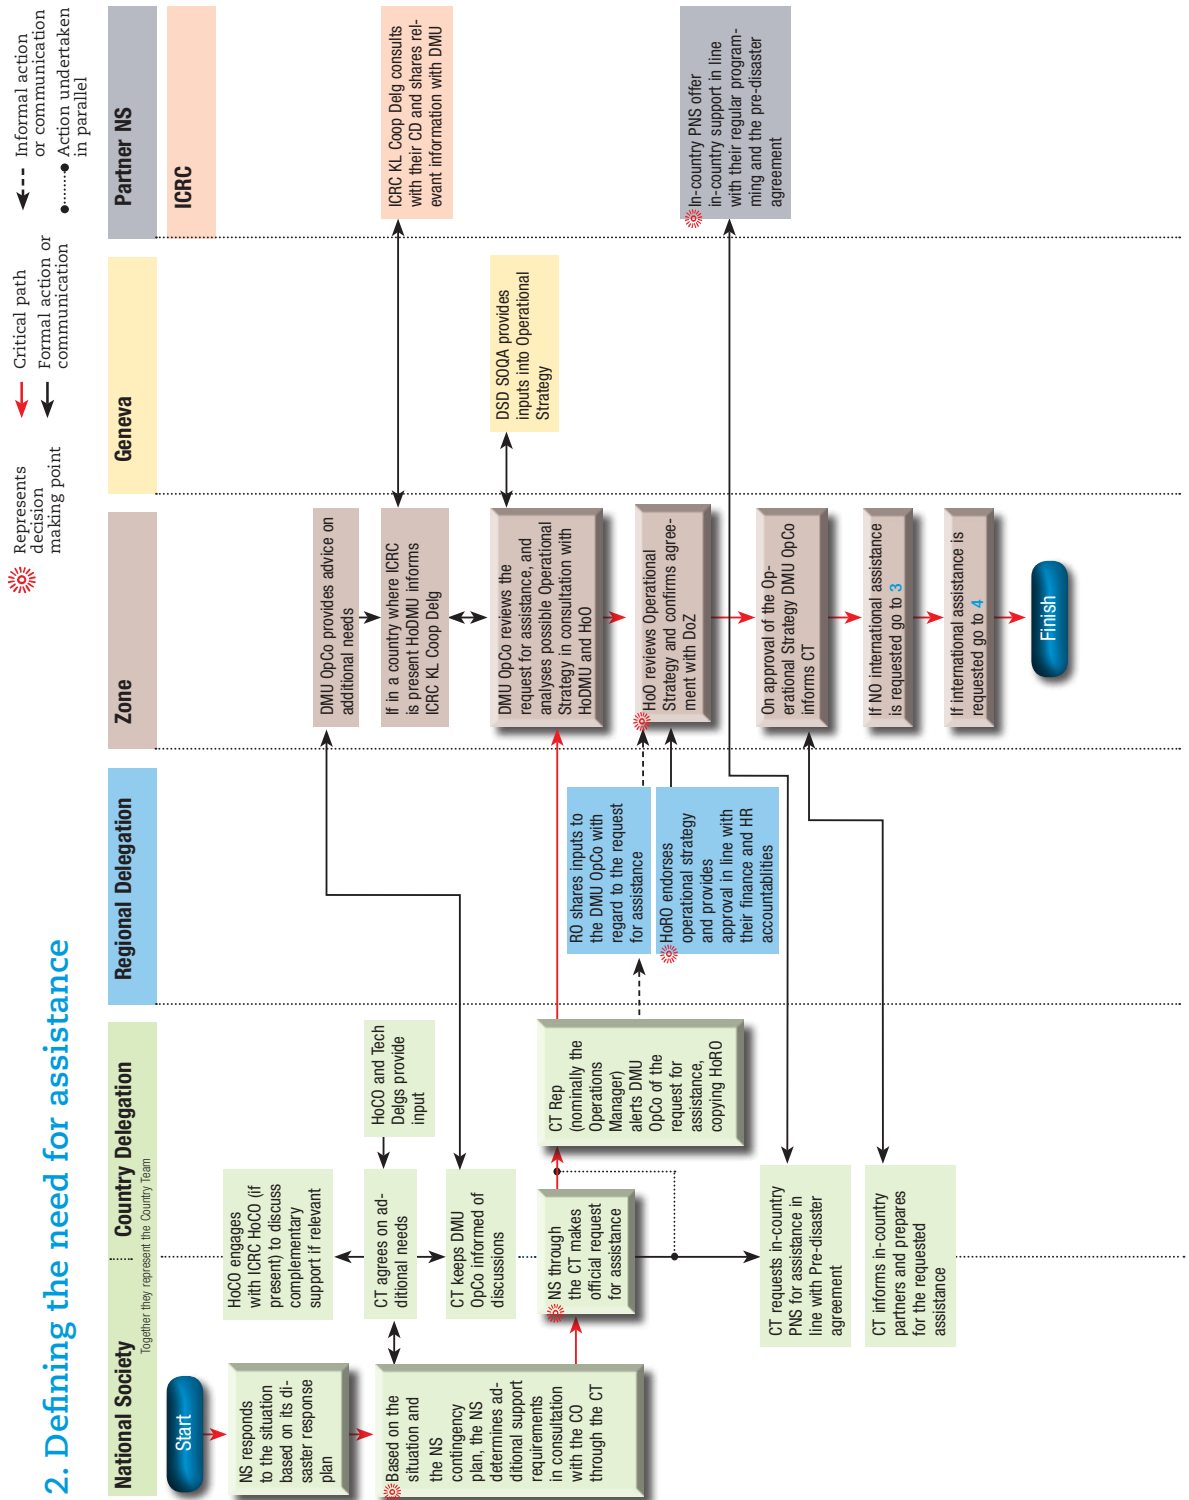 2. Defining the need for assistance
Represents
decision
making point
Critical path
Formal action or
communication
Informal action
or communication
Action undertaken
in parallel
National Society
Country Delegation
Together they represent the Country Team
Regional Delegation
Zone
Geneva
Partner NS
ICRC
Start
NS responds
to the situation
based on its di-
saster response
plan
Based on the
situation and
the NS
contingency
plan, the NS
determines ad-
ditional support
requirements
in consultation
with the CO
through the CT
HoCO engages
with ICRC HoCO (if
present) to discuss
complementary
support if relevant
HoCO and Tech
Delgs provide
input
CT agrees on ad-
ditional needs
CT keeps DMU
OpCo informed of
discussions
NS through
the CT makes
official request
for assistance
CT Rep
(nominally the
Operations
Manager)
alerts DMU
OpCo of the
request for
assistance,
copying HoRO
CT requests in-country
PNS for assistance in
line with Pre-disaster
agreement
CT informs in-country
partners and prepares
for the requested
assistance
RO shares inputs to
the DMU OpCo with
regard to the request
for assistance
HoRO endorses
operational strategy
and provides
approval in line with
their finance and HR
accountablities
DMU OpCo provides advice on
additional needs
If in a country where ICRC
is present HoDMU informs
ICRC KL Coop Delg
DMU OpCo reviews the
request for assistance, and
analyses possible Operational
Strategy in consultation with
HoDMU and HoO
HoO reviews Operational
Strategy and confirms agree-
ment with DoZ
On approval of the Op-
erational Strategy DMU OpCo
informs CT
If NO international assistance
is requested go to 3
If international assistance is
requested go to 4
Finish
DSD SOQA provides
inputs into Operational
Strategy
ICRC KL Coop Delg consults
with their CD and shares rel-
evant information with DMU
In-country PNS offer
in-country support in line
with their regular program-
ming and the pre-disaster
agreement